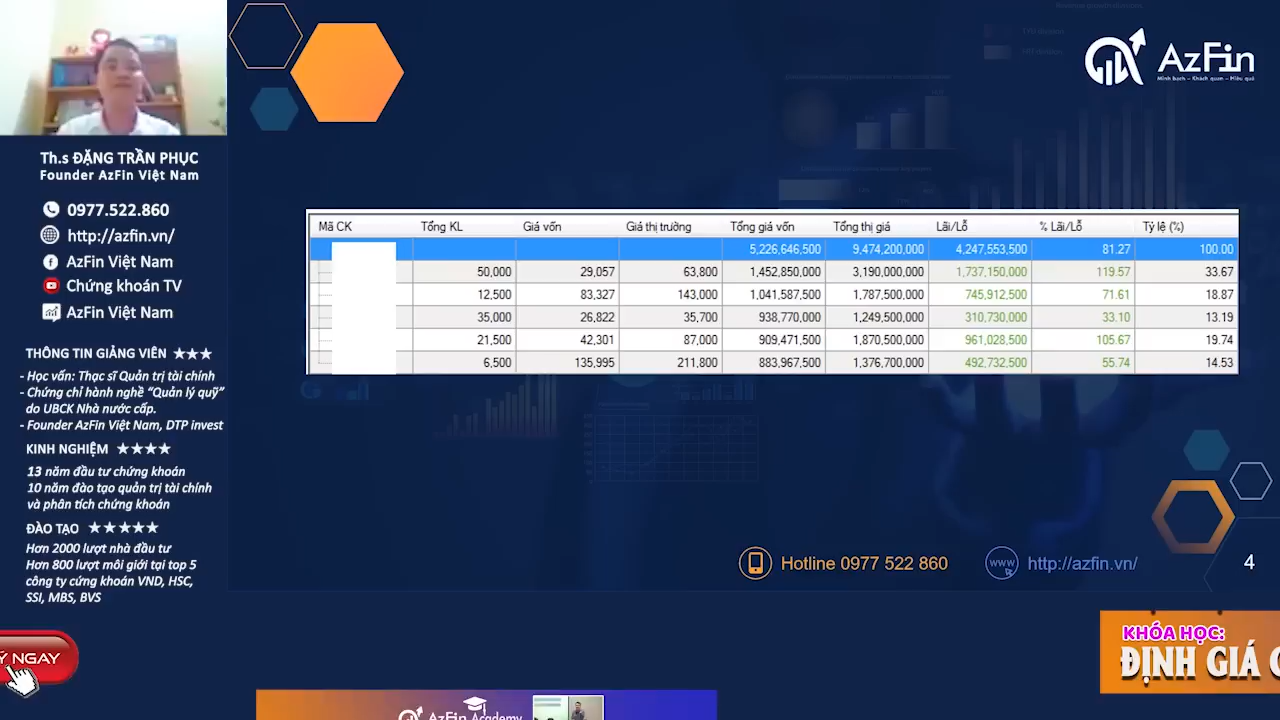 AzFin
Minh bạch – Khách quan – Hiệu quả
Th.s ĐẶNG TRẦN PHỤC
Founder AzFin Việt Nam
0977.522.860
http://azfin.vn/
AzFin Việt Nam
Chứng khoán TV
AzFin Việt Nam
THÔNG TIN GIẢNG VIÊN ★★★
- Học vấn: Thạc sĩ Quản trị tài chính
- Chứng chỉ hành nghề “Quản lý quỹ”
do UBCK Nhà nước cấp.
- Founder AzFin Việt Nam, DTP invest
KINH NGHIỆM ★★★★
13 năm đầu tư chứng khoán
10 năm đào tạo quản trị tài chính
và phân tích chứng khoán
ĐÀO TẠO ★★★★★
Hơn 2000 lượt nhà đầu tư
Hơn 800 lượt môi giới tại top 5
công ty cứng khoán VND, HSC,
SSI, MBS, BVS
Mã CK Tổng KL Giá vốn Giá thị trường Tổng giá vốn Tổng thị giá Lãi/Lỗ % Lãi/Lỗ Tỷ lệ (%)
5,226,646,500 9,474,200,000 4,247,553,500 81.27 100.00
50,000 29,057 63,800 1,452,850,000 3,190,000,000 1,737,150,000 119.57 33.67
12,500 83,327 143,000 1,041,587,500 1,787,500,000 745,912,500 71.61 18.87
35,000 26,822 35,700 938,770,000 1,249,500,000 310,730,000 33.10 13.19
21,500 42,301 87,000 909,471,500 1,870,500,000 961,028,500 105.67 19.74
6,500 135,995 211,800 883,967,500 1,376,700,000 492,732,500 55.74 14.53
Hotline 0977 522 860
www
http://azfin.vn/
4
Ý NGAY
KHÓA HỌC:
ĐỊNH GIÁ C
AzFin Academy